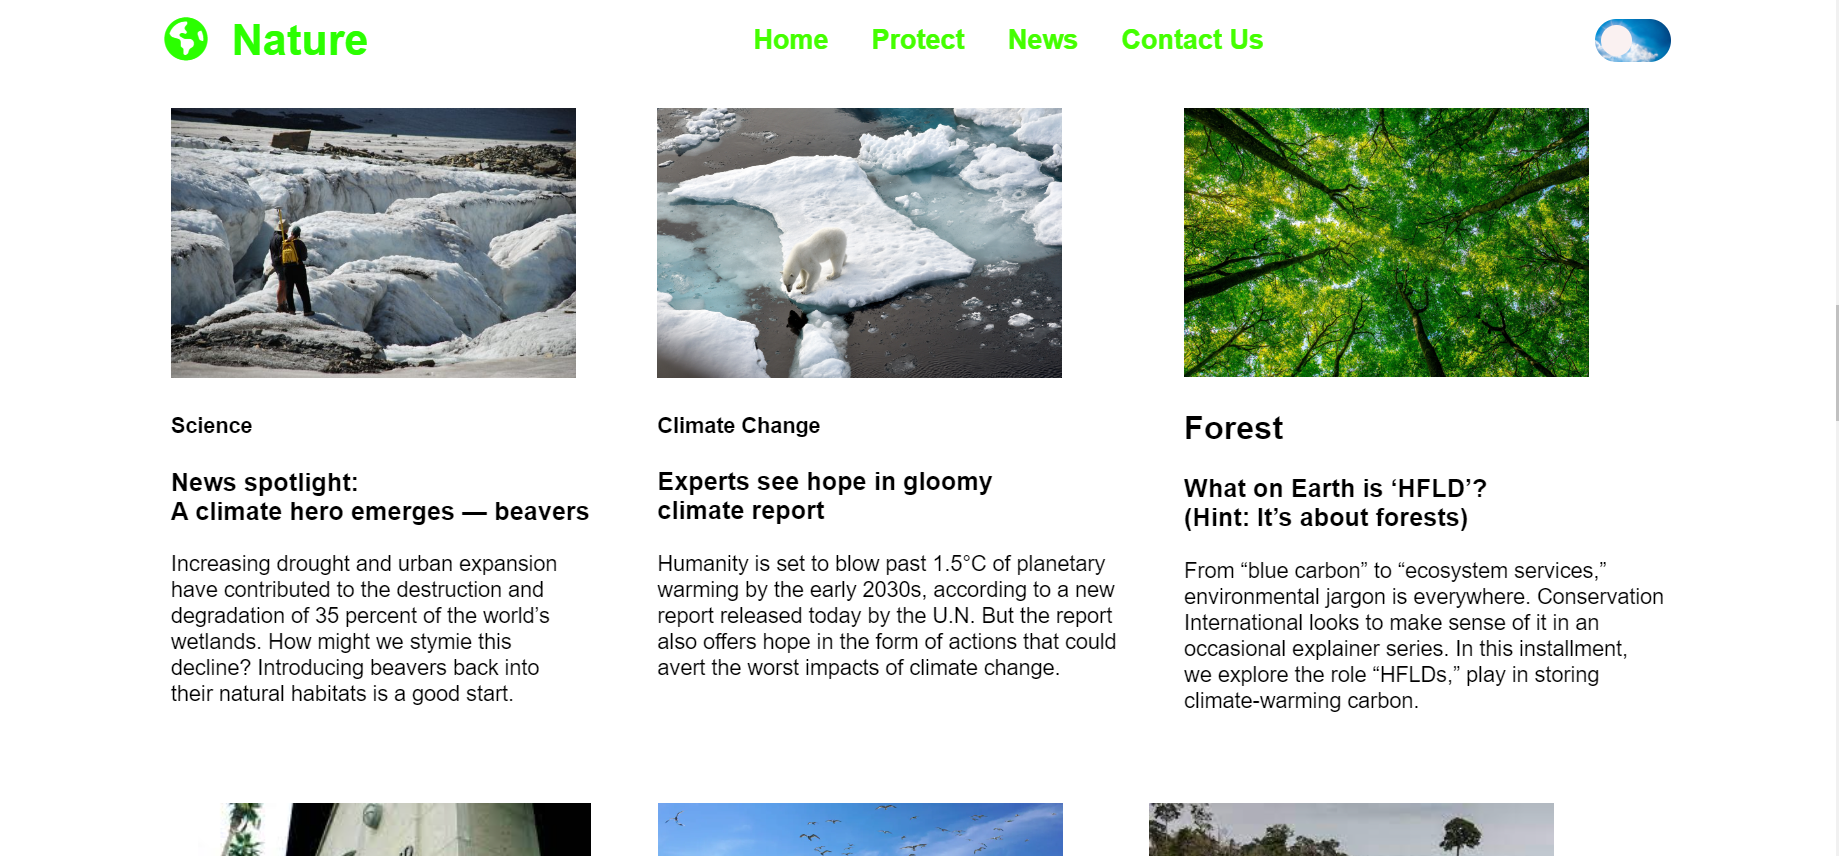 Nature
Home Protect News Contact Us
Science
News spotlight:
A climate hero emerges — beavers
Increasing drought and urban expansion
have contributed to the destruction and
degradation of 35 percent of the world’s
wetlands. How might we stymie this
decline? Introducing beavers back into
their natural habitats is a good start.
Climate Change
Experts see hope in gloomy
climate report
Humanity is set to blow past 1.5°C of planetary
warming by the early 2030s, according to a new
report released today by the U.N. But the report
also offers hope in the form of actions that could
avert the worst impacts of climate change.
Forest
What on Earth is ‘HFLD’?
(Hint: It’s about forests)
From “blue carbon” to “ecosystem services,”
environmental jargon is everywhere. Conservation
International looks to make sense of it in an
occasional explainer series. In this installment,
we explore the role “HFLDs,” play in storing
climate-warming carbon.